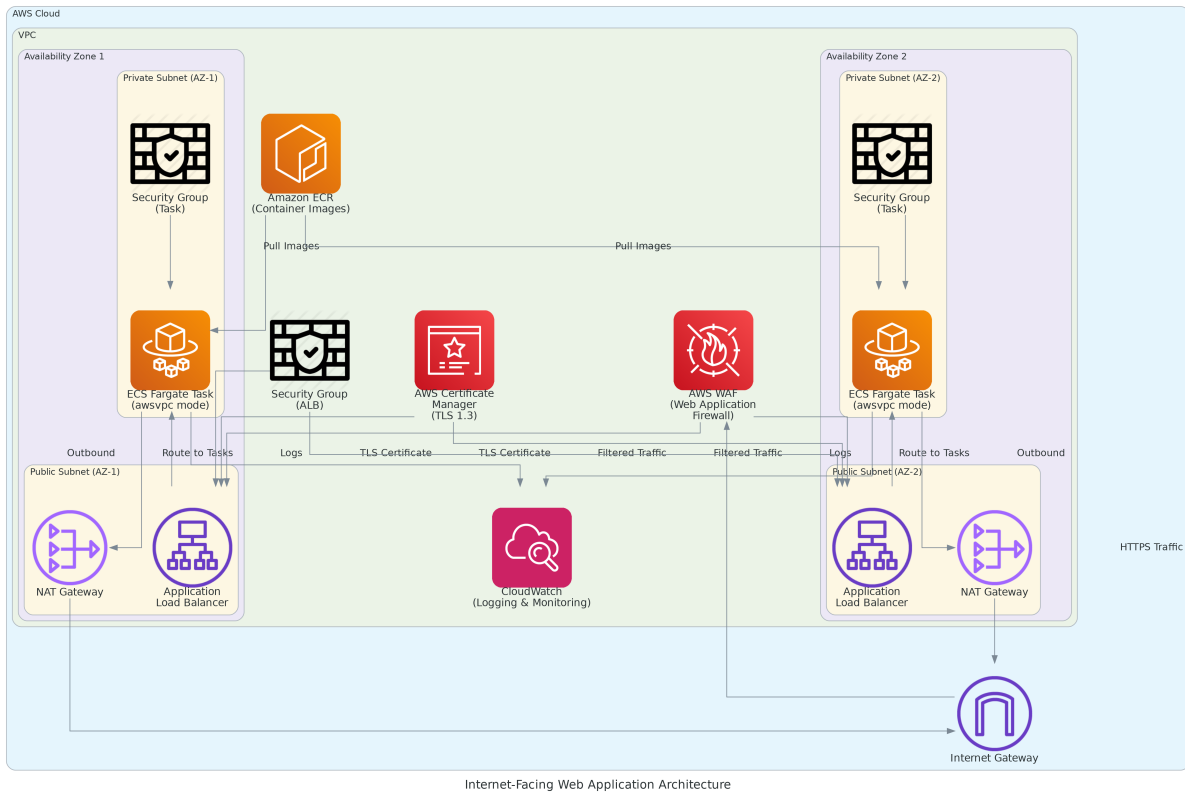 AWS Cloud
VPC
Availability Zone 1
Availability Zone 2
Private Subnet (AZ-1)
Private Subnet (AZ-2)
Security Group
(Task)
Amazon ECR
(Container Images)
Security Group
(Task)
Pull Images
Pull Images
ECS Fargate Task
(awsvpc mode)
Security Group
(ALB)
AWS Certificate
Manager
(TLS 1.3)
AWS WAF
(Web Application
Firewall)
ECS Fargate Task
(awsvpc mode)
Outbound
Route to Tasks
Logs
TLS Certificate
TLS Certificate
Filtered Traffic
Filtered Traffic
Logs
Route to Tasks
Outbound
Public Subnet (AZ-1)
Public Subnet (AZ-2)
HTTPS Traffic
NAT Gateway
Application
Load Balancer
CloudWatch
(Logging & Monitoring)
Application
Load Balancer
NAT Gateway
Internet Gateway
Internet-Facing Web Application Architecture